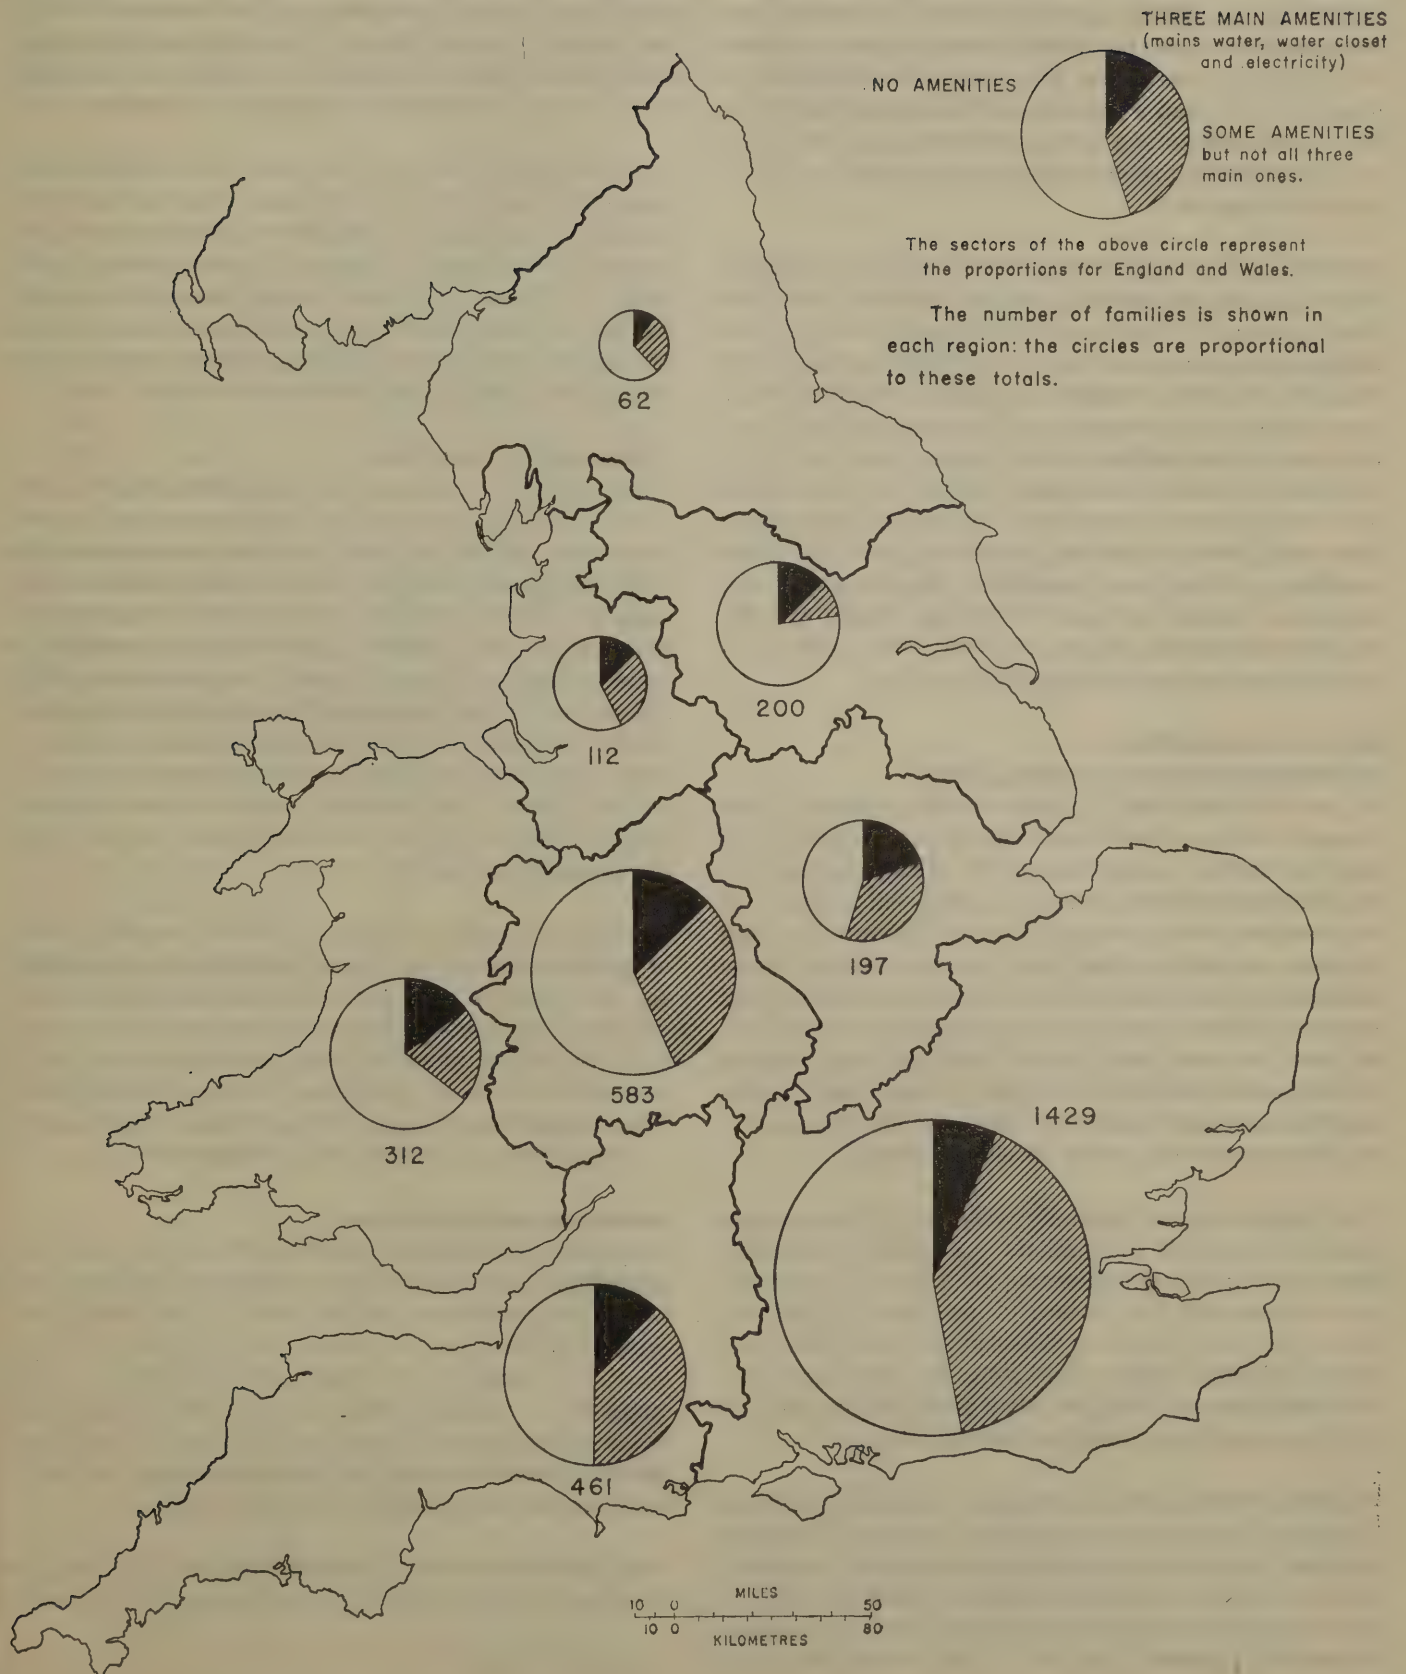 THREE MAIN AMENITIES
(mains water, water closet
and electricity)
NO AMENITIES
SOME AMENITIES
but not all three
main ones.
The sectors of the above circle represent
the proportions for England and Wales.
The number of families is shown in
each region: the circles are proportional
to these totals.
62
200
112
197
583
312
1429
461
MILES
10 0 50
10 0 80
KILOMETRES